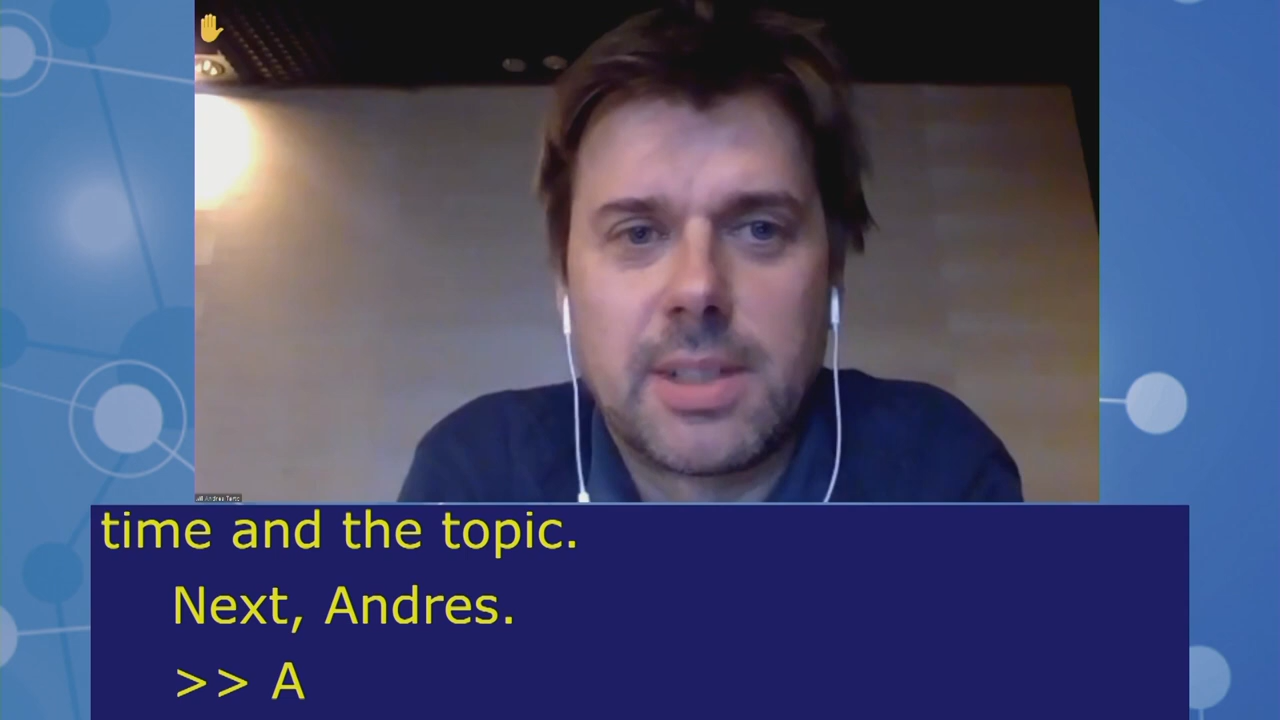 time and the topic.
Next, Andres.
>> A